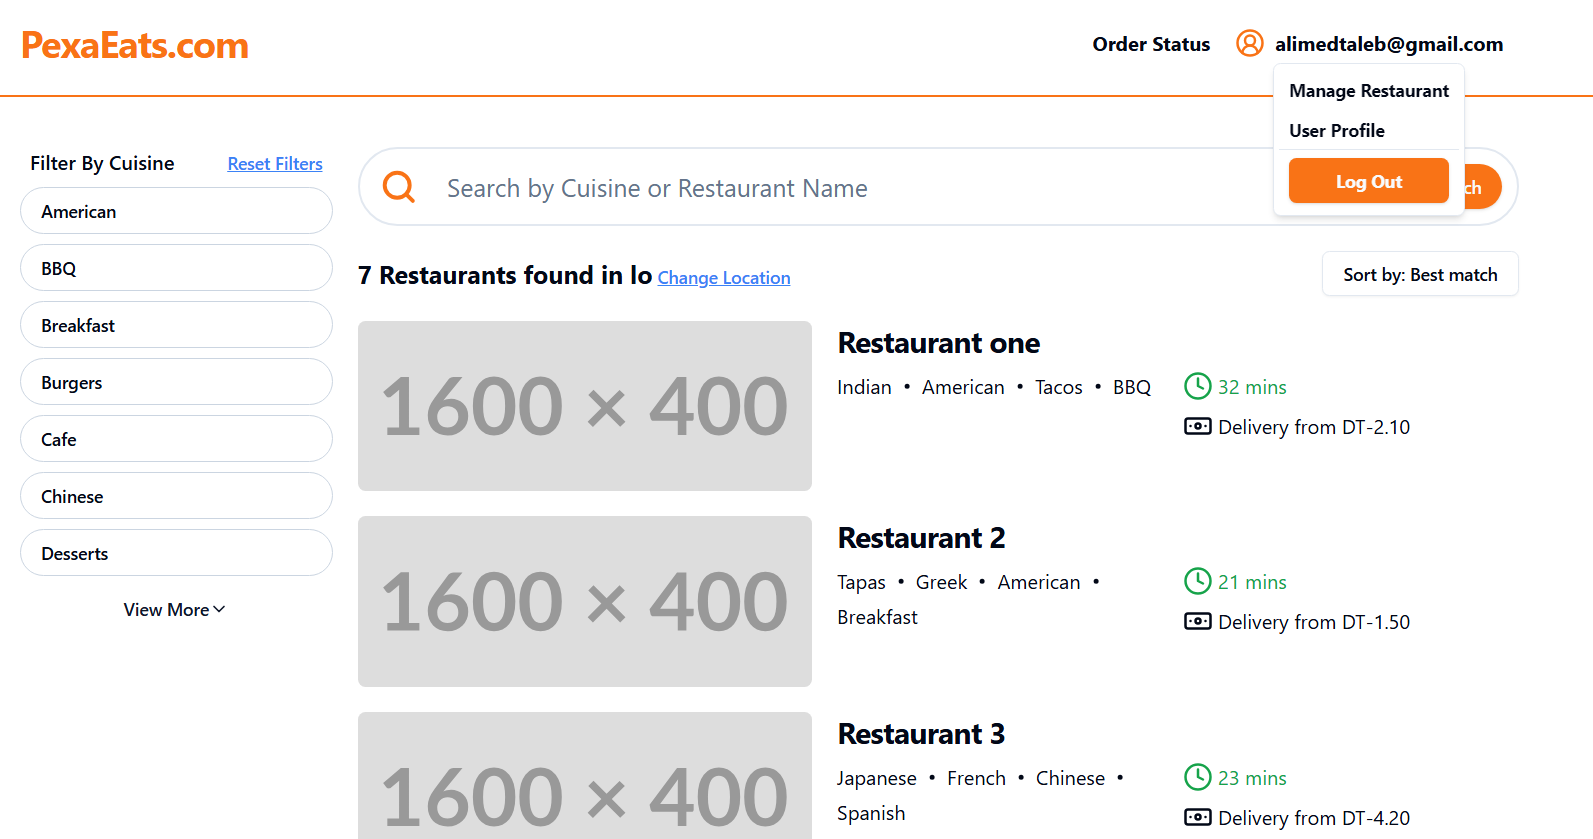 PexaEats.com
Order Status
alimedtaleb@gmail.com
Manage Restaurant
User Profile
Log Out
Filter By Cuisine
Reset Filters
American
BBQ
Breakfast
Burgers
Cafe
Chinese
Desserts
View More
Search by Cuisine or Restaurant Name
ch
7 Restaurants found in lo Change Location
Sort by: Best match
1600 × 400
Restaurant one
Indian • American • Tacos • BBQ
32 mins
Delivery from DT-2.10
1600 × 400
Restaurant 2
Tapas • Greek • American •
Breakfast
21 mins
Delivery from DT-1.50
1600 × 400
Restaurant 3
Japanese • French • Chinese •
Spanish
23 mins
Delivery from DT-4.20